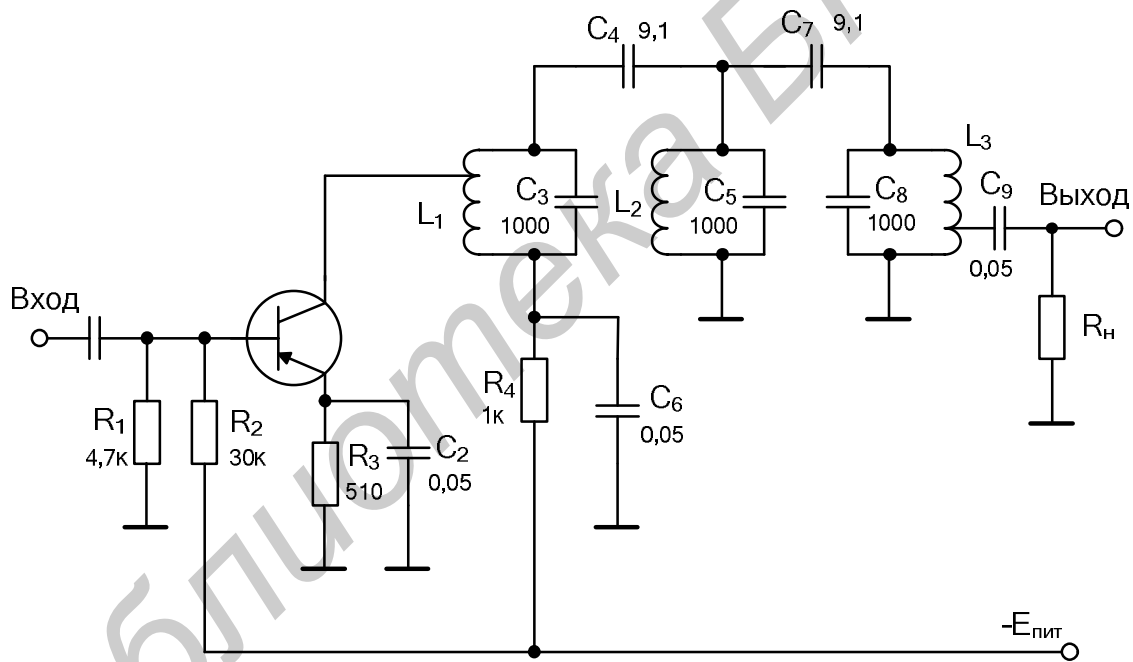 C4 9,1
C7 9,1
L3
C3
1000
L1
L2
C5
1000
C8
1000
C9
0,05
Выход
Вход
R1
4,7к
R2
30к
R3
510
C2
0,05
R4
1к
C6
0,05
Rн
-Eпит
блиотека Б